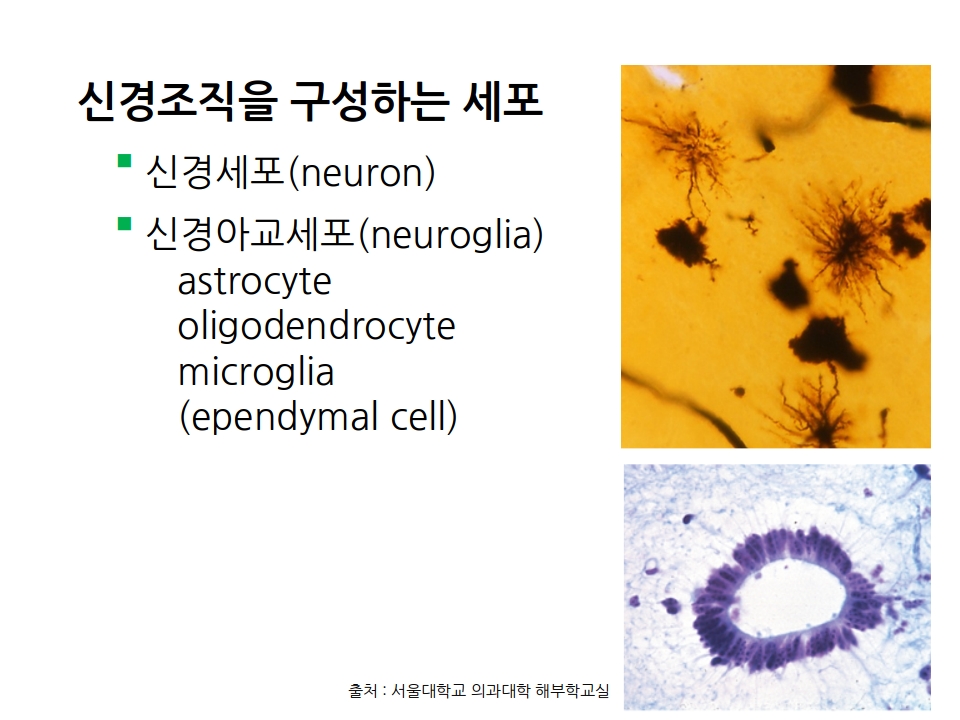 신경조직을 구성하는 세포
신경세포(neuron)
신경아교세포(neuroglia)
astrocyte
oligodendrocyte
microglia
(ependymal cell)
출처 : 서울대학교 의과대학 해부학교실